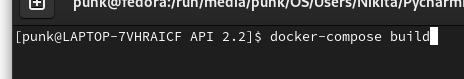 punk@fedora:/run/media/punk/OS/Users/Nikita/Pycharm
[punk@LAPTOP-7VHRAICF API 2.2]$ docker-compose build